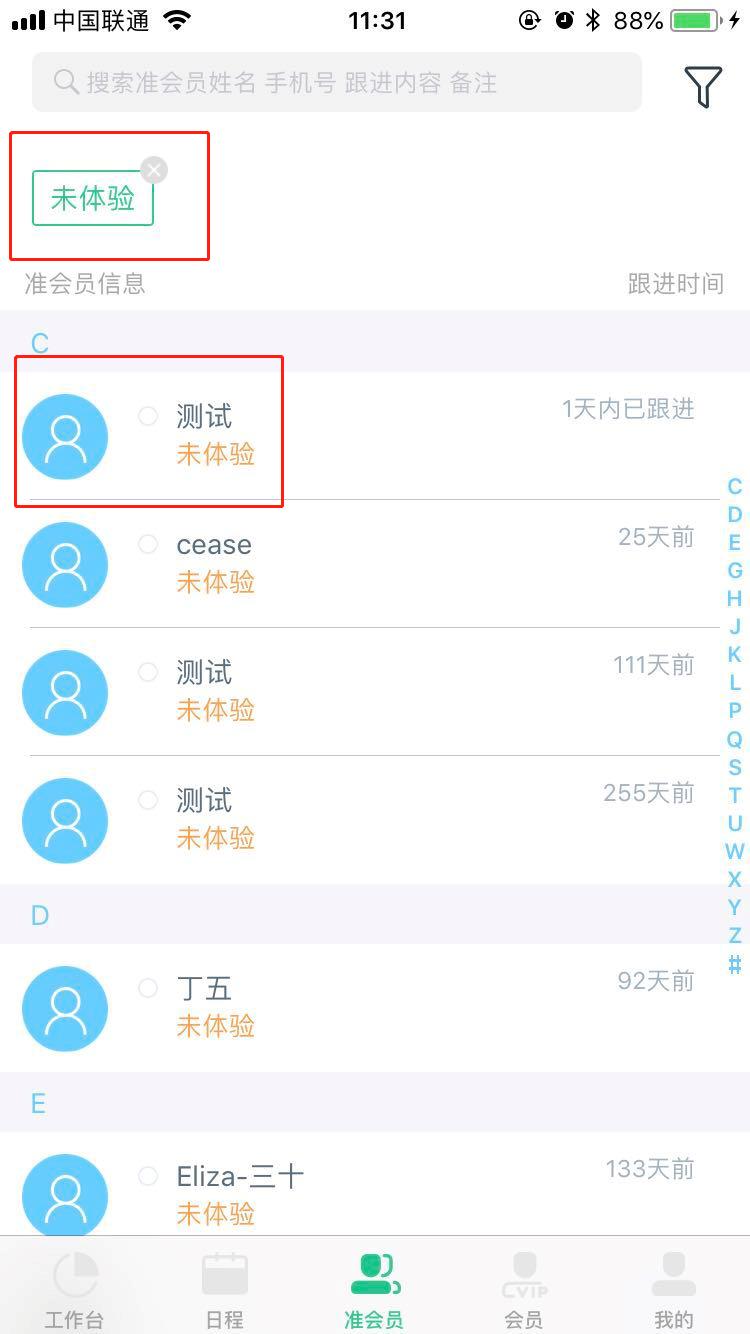 中国联通 11:31 88%
搜索准会员姓名 手机号 跟进内容 备注
未体验
准会员信息 跟进时间
C
测试 1天内已跟进
未体验
cease 25天前
未体验
测试 111天前
未体验
测试 255天前
未体验
D
丁五 92天前
未体验
E
Eliza-三十 133天前
未体验
C
D
E
G
H
J
K
L
P
Q
S
T
U
W
X
Y
Z
#
CVIP
工作台 日程 准会员 会员 我的